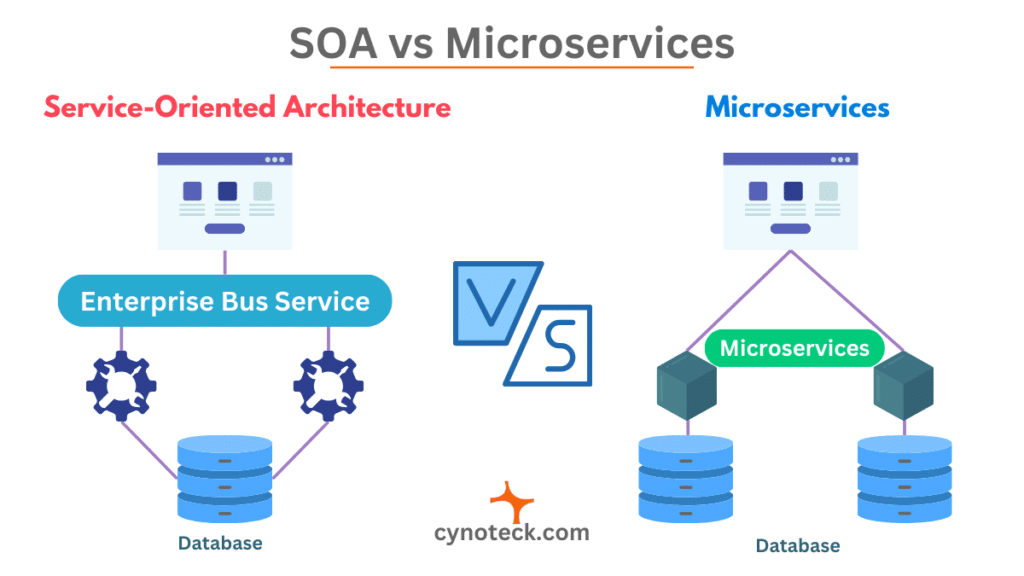 SOA vs Microservices
Service-Oriented Architecture
Microservices
Enterprise Bus Service
VS
Microservices
Database
cynoteck.com
Database